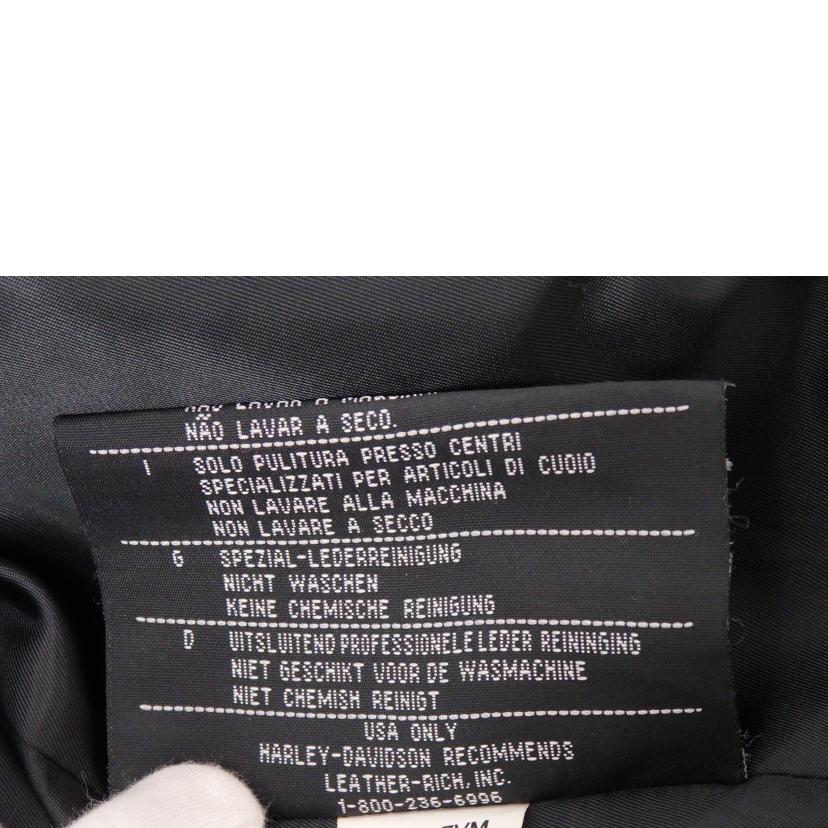 NÃO LAVAR A SECO.
I SOLO PULITURA PRESSO CENTRI
SPECIALIZZATI PER ARTICOLI DI CUOIO
NON LAVARE ALLA MACCHINA
NON LAVARE A SECCO
G SPEZIAL-LEDERREINIGUNG
NICHT WASCHEN
KEINE CHEMISCHE REINIGUNG
D UITSLUITEND PROFESSIONELE LEDER REININGING
NIET GESCHIKT VOOR DE WASMACHINE
NIET CHEMISH REINIGT
USA ONLY
HARLEY-DAVIDSON RECOMMENDS
LEATHER-RICH, INC.
1-800-236-6996